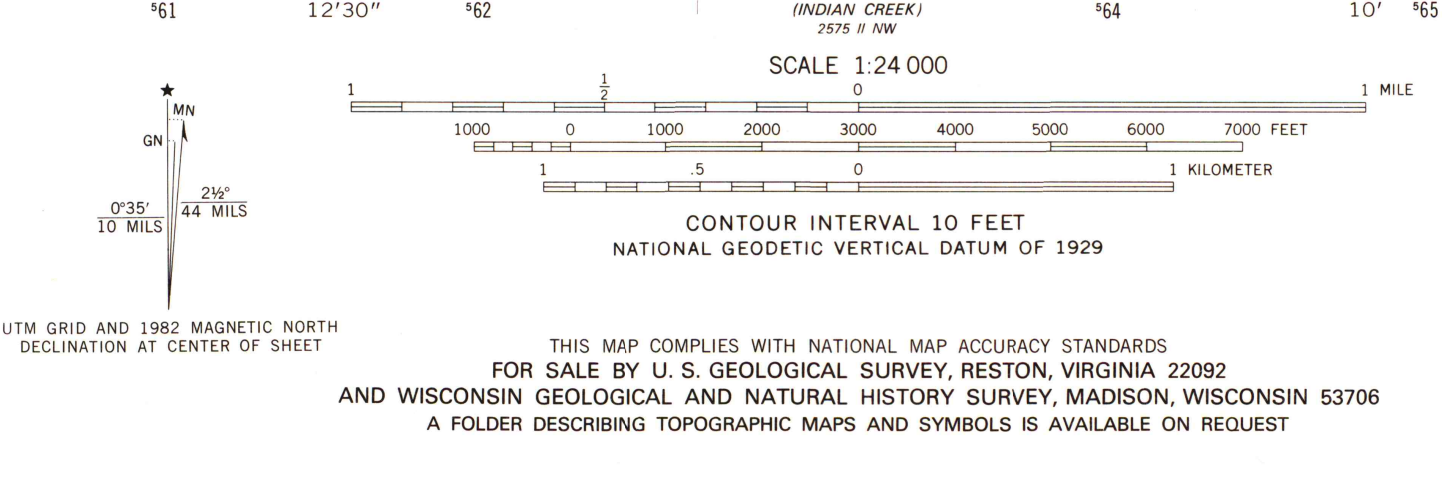 ⁵61 12'30" ⁵62 (INDIAN CREEK) ⁵64 10' ⁵65
2575 II NW
SCALE 1:24 000
1 1/2 0 1 MILE
1000 0 1000 2000 3000 4000 5000 6000 7000 FEET
1 .5 0 1 KILOMETER
CONTOUR INTERVAL 10 FEET
NATIONAL GEODETIC VERTICAL DATUM OF 1929
★
MN
GN
2½°
44 MILS
0°35'
10 MILS
UTM GRID AND 1982 MAGNETIC NORTH
DECLINATION AT CENTER OF SHEET
THIS MAP COMPLIES WITH NATIONAL MAP ACCURACY STANDARDS
FOR SALE BY U. S. GEOLOGICAL SURVEY, RESTON, VIRGINIA 22092
AND WISCONSIN GEOLOGICAL AND NATURAL HISTORY SURVEY, MADISON, WISCONSIN 53706
A FOLDER DESCRIBING TOPOGRAPHIC MAPS AND SYMBOLS IS AVAILABLE ON REQUEST